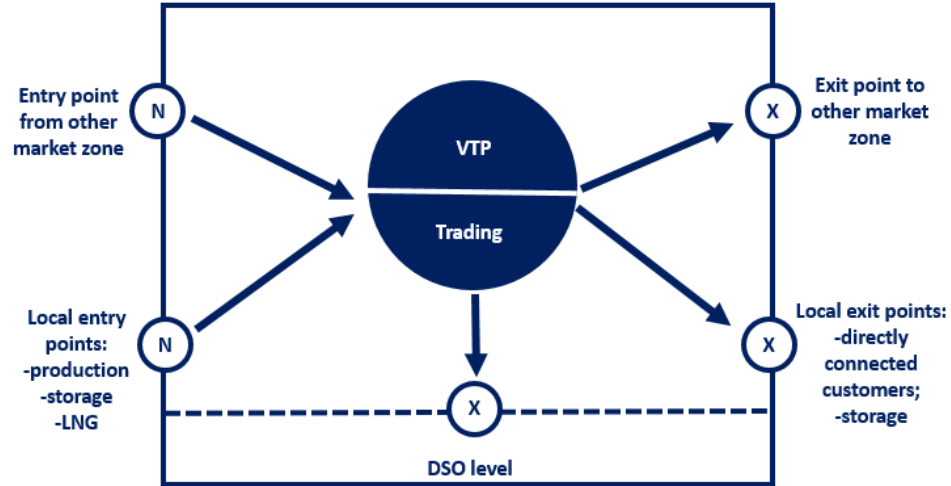 Entry point
from other
market zone
N
VTP
Trading
X
Exit point to
other market
zone
Local entry
points:
-production
-storage
-LNG
N
X
Local exit points:
-directly
connected
customers;
-storage
X
DSO level